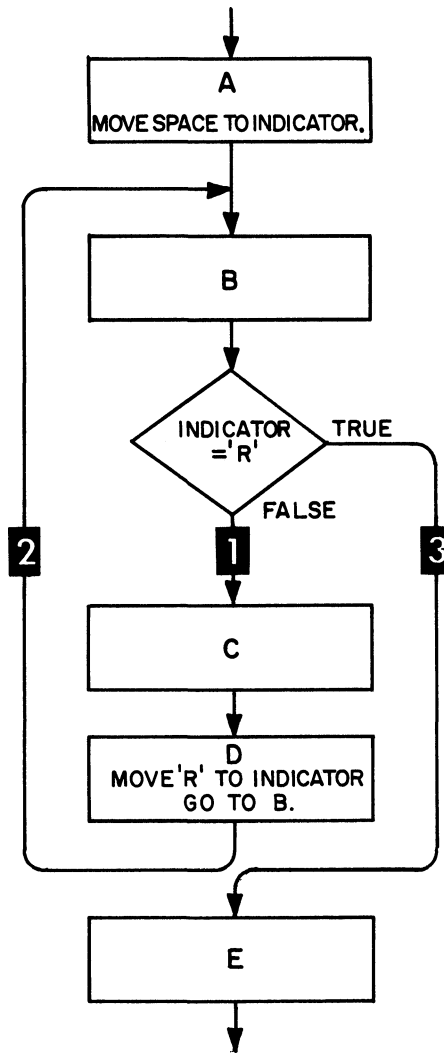 A
MOVE SPACE TO INDICATOR.
B
INDICATOR
='R'
TRUE
FALSE
2
1
3
C
D
MOVE 'R' TO INDICATOR
GO TO B.
E